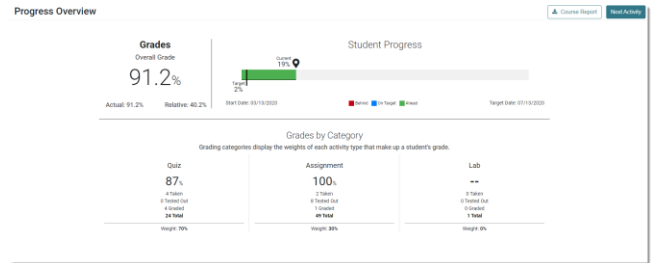 Progress Overview
Course Report
Next Activity
Grades
Overall Grade
91.2%
Actual: 91.2% Relative: 40.2%
Student Progress
Current
19%
Target
2%
Start Date: 03/13/2020
Behind On Target Ahead
Target Date: 07/13/2020
Grades by Category
Grading categories display the weights of each activity type that make up a student's grade.
Quiz
87%
4 Taken
0 Tested Out
4 Graded
24 Total
Weight: 70%
Assignment
100%
2 Taken
0 Tested Out
1 Graded
49 Total
Weight: 30%
Lab
--
0 Taken
0 Tested Out
0 Graded
1 Total
Weight: 0%